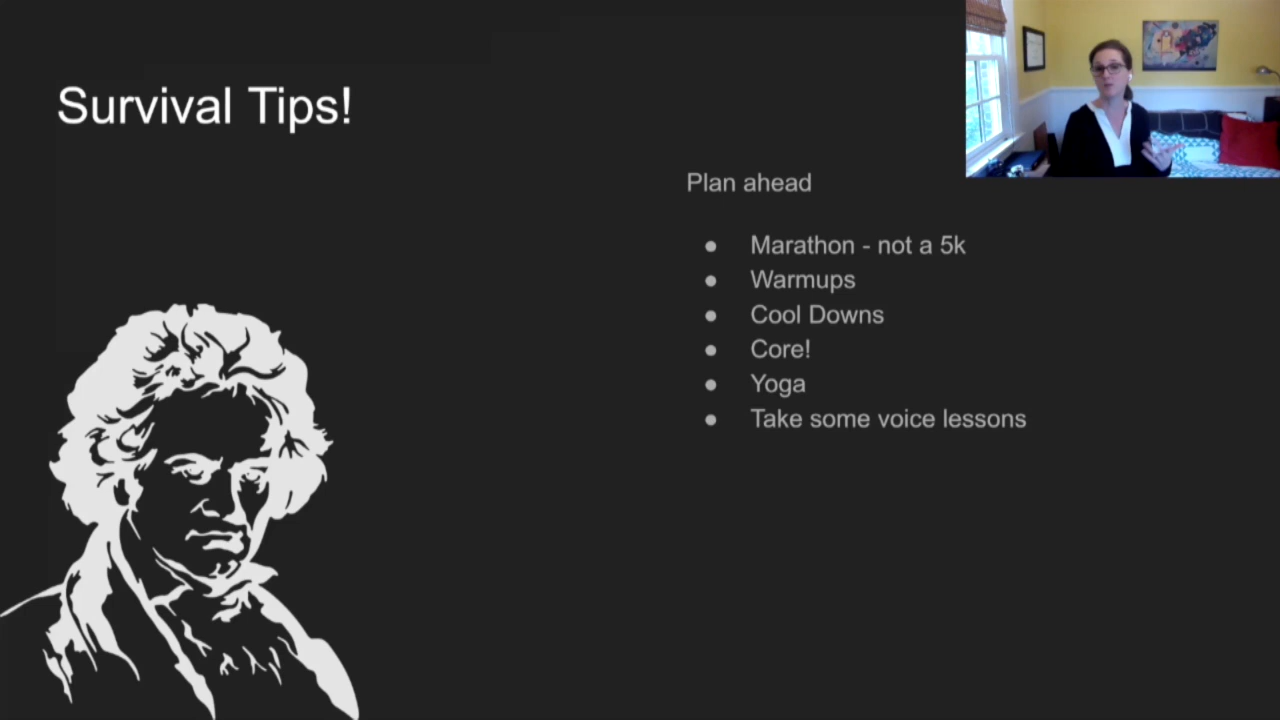 Survival Tips!
Plan ahead
● Marathon - not a 5k
● Warmups
● Cool Downs
● Core!
● Yoga
● Take some voice lessons